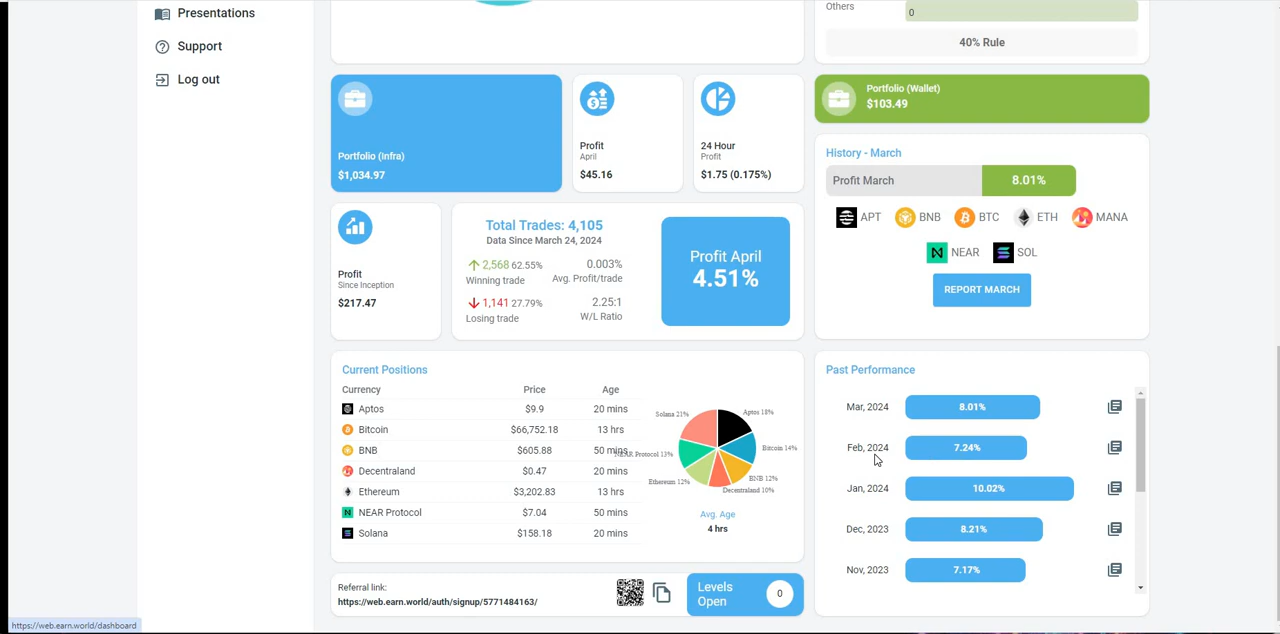 Presentations
Support
Log out
Others
0
40% Rule
Portfolio (Infra)
$1,034.97
Profit
April
$45.16
24 Hour
Profit
$1.75 (0.175%)
Portfolio (Wallet)
$103.49
History - March
Profit March
8.01%
APT
BNB
BTC
ETH
MANA
NEAR
SOL
REPORT MARCH
Profit
Since Inception
$217.47
Total Trades: 4,105
Data Since March 24, 2024
2,568 62.55%
Winning trade
0.003%
Avg. Profit/trade
1,141 27.79%
Losing trade
2.25:1
W/L Ratio
Profit April
4.51%
Current Positions
Currency Price Age
Aptos $9.9 20 mins
Bitcoin $66,752.18 13 hrs
BNB $605.88 50 mins
Decentraland $0.47 20 mins
Ethereum $3,202.83 13 hrs
NEAR Protocol $7.04 50 mins
Solana $158.18 20 mins
Solana 21%
Aptos 18%
NEAR Protocol 13%
Bitcoin 14%
Ethereum 12%
BNB 12%
Decentraland 10%
Avg. Age
4 hrs
Past Performance
Mar, 2024 8.01%
Feb, 2024 7.24%
Jan, 2024 10.02%
Dec, 2023 8.21%
Nov, 2023 7.17%
Referral link:
https://web.earn.world/auth/signup/5771484163/
Levels
Open
0
https://web.earn.world/dashboard